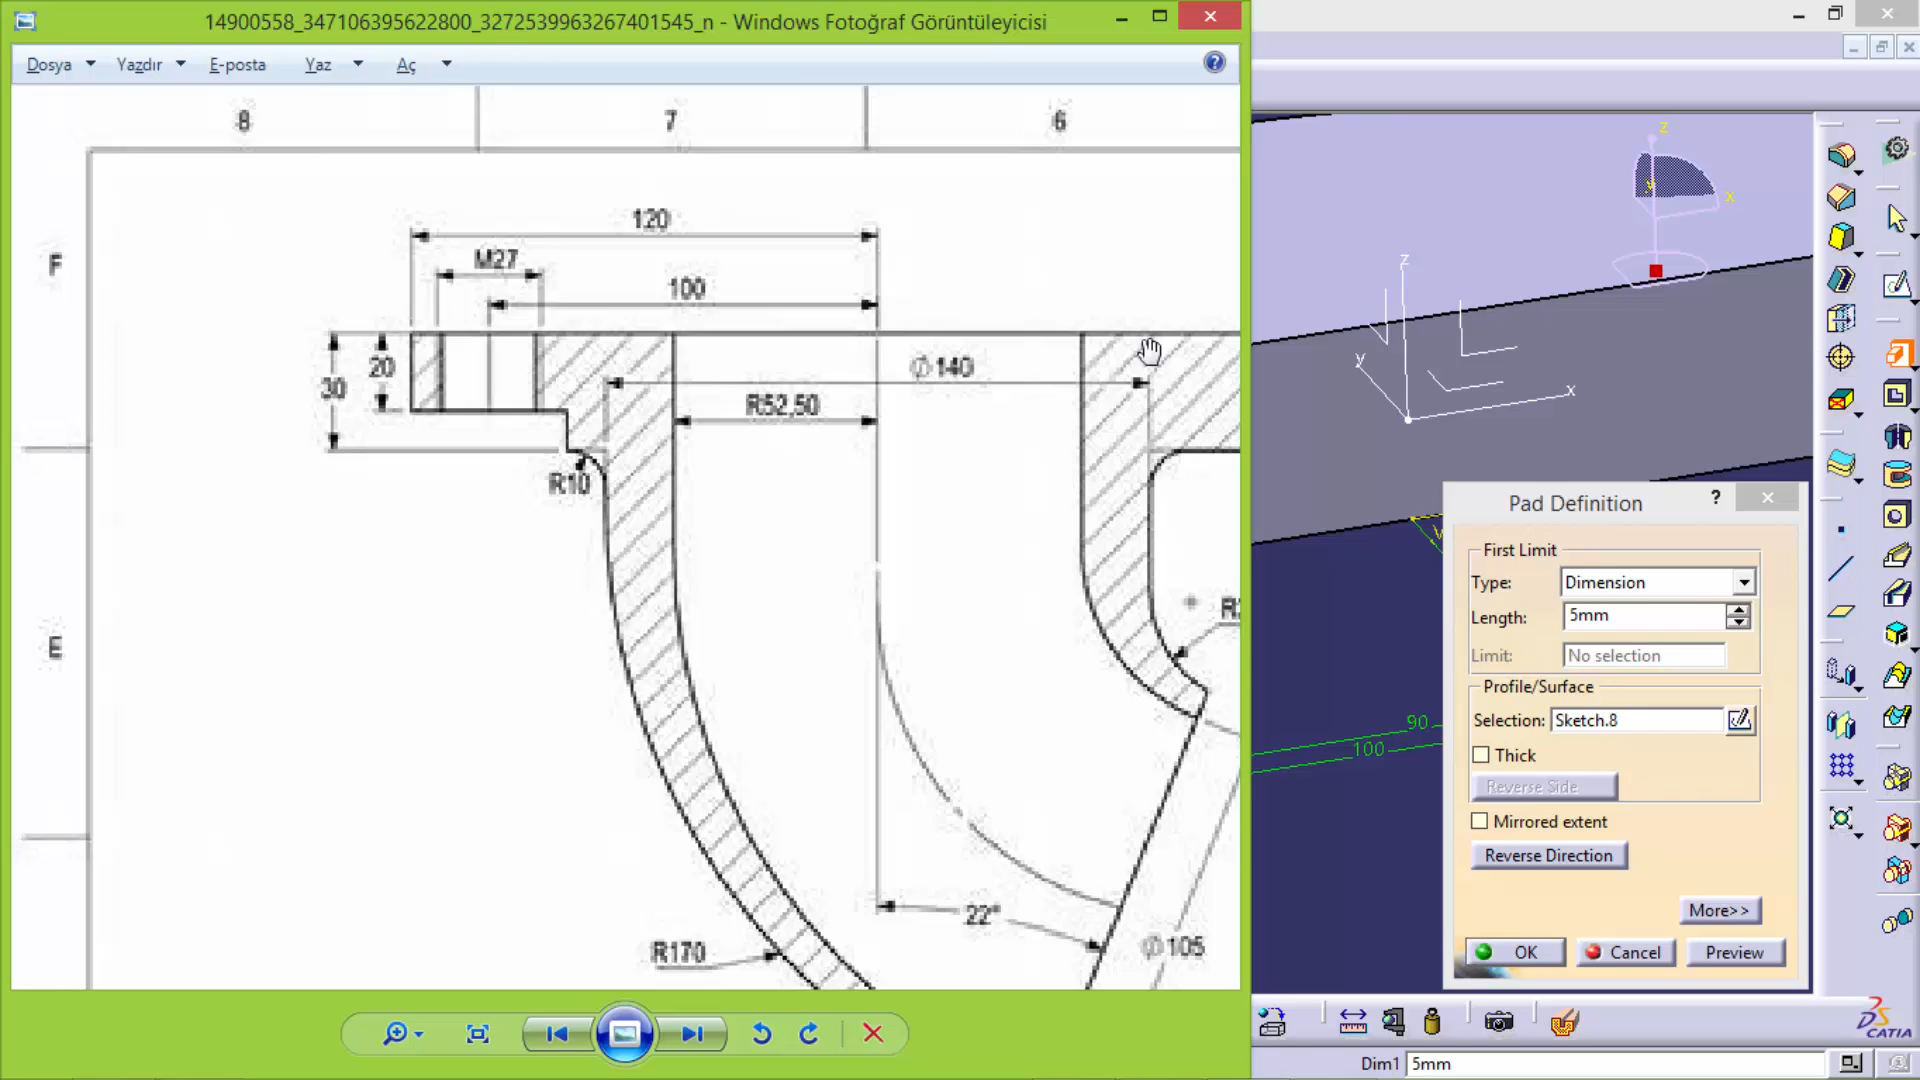 14900558_347106395622800_3272539963267401545_n - Windows Fotoğraf Görüntüleyicisi
Dosya Yazdır E-posta Yaz Aç
8 7 6
F
E
120
M27
100
20
30
Ø140
R52,50
R10
22°
R170
Ø105
z
y
x
z
y
x
90
100
Pad Definition ?
First Limit
Type: Dimension
Length: 5mm
Limit: No selection
Profile/Surface
Selection: Sketch.8
Thick
Reverse Side
Mirrored extent
Reverse Direction
More>>
OK Cancel Preview
CATIA
Dim1 5mm